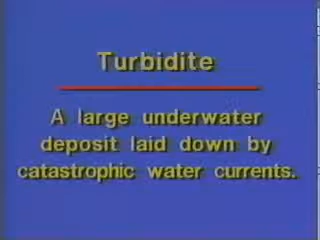 Turbidite
A large underwater
deposit laid down by
catastrophic water currents.